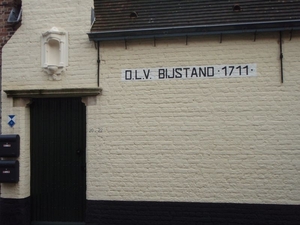 O.L.V. BIJSTAND · 1711 ·